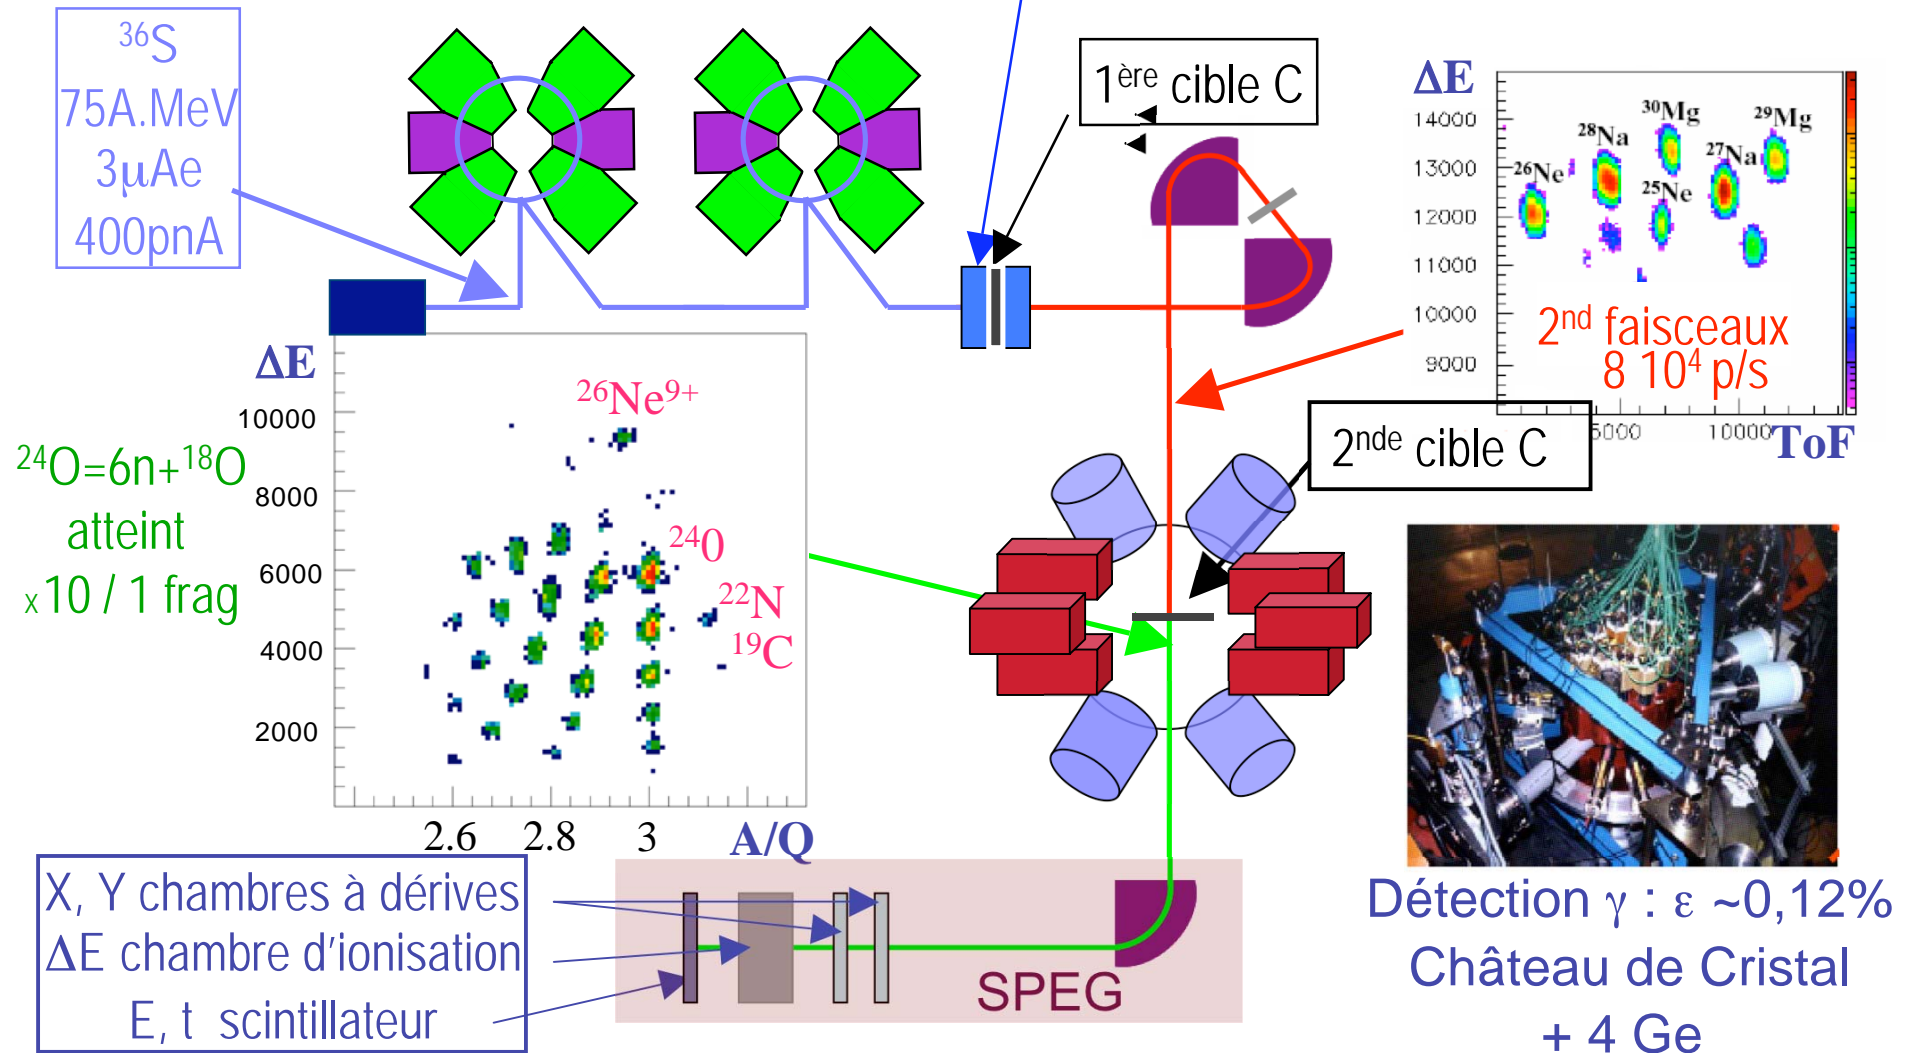 ³⁶S
75A.MeV
3μAe
400pnA
1ère cible C
ΔE
14000
13000
12000
11000
10000
9000
³⁰Mg
²⁹Mg
²⁸Na
²⁷Na
²⁶Ne
²⁵Ne
2nd faisceaux
8 10⁴ p/s
5000
10000
ToF
2nde cible C
ΔE
10000
8000
6000
4000
2000
²⁶Ne⁹⁺
²⁴0
²²N
¹⁹C
2.6
2.8
3
A/Q
²⁴O=6n+¹⁸O
atteint
x 10 / 1 frag
X, Y chambres à dérives
ΔE chambre d'ionisation
E, t scintillateur
SPEG
Détection γ : ε ~0,12%
Château de Cristal
+ 4 Ge